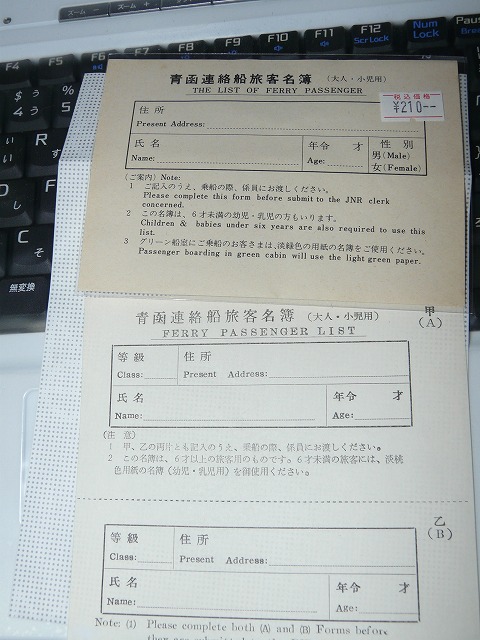 ズーム ー ズーム ＋
F4 F5 F6 F7 F8 F9 F10 F11 F12 Scr Lock Num Lock Pause
$ う
4 う
%
5
R
す
D
し
F
C
そ
無変換
青函連絡船旅客名簿 (大人・小児用)
THE LIST OF FERRY PASSENGER
税込価格
¥210--
住所
Present Address:
氏名 年令 才 性別
Name: Age: 男(Male)
女(Female)
(ご案内) Note:
1 ご記入のうえ、乗船の際、係員にお渡しください。
Please complete this form before submit to the JNR clerk
concerned.
2 この名簿は、6才未満の幼児・乳児の方もいります。
Children & babies under six years are also required to use this
list.
3 グリーン船室にご乗船のお客さまは、淡緑色の用紙の名簿をご使用ください。
Passenger boarding in green cabin will use the light green paper.
甲
(A)
青函連絡船旅客名簿 (大人・小児用)
FERRY PASSENGER LIST
等級 住所
Class: Present Address:
氏名 年令 才
Name: Age:
(注意)
1 甲、乙の両片とも記入のうえ、乗船の際、係員にお渡しください。
2 この名簿は、6才以上の旅客用のものです。6才未満の旅客には、淡桃
色用紙の名簿(幼児・乳児用)を御使用ください。
乙
(B)
等級 住所
Class: Present Address:
氏名 年令 才
Name: Age:
Note: (1) Please complete both (A) and (B) Forms before
they are submitted